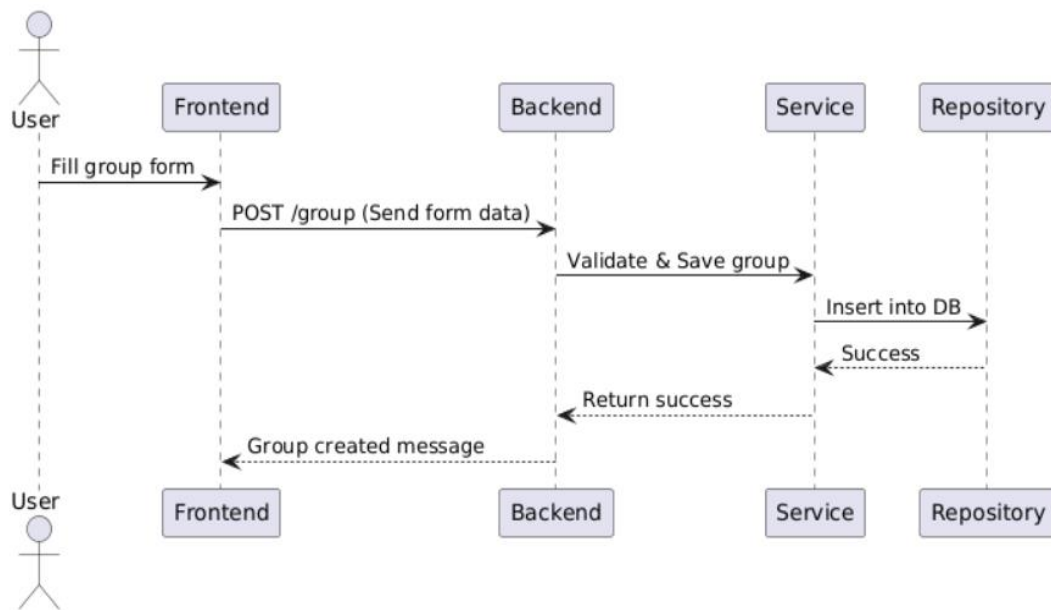 User
Frontend
Backend
Service
Repository
Fill group form
POST /group (Send form data)
Validate & Save group
Insert into DB
Success
Return success
Group created message
User
Frontend
Backend
Service
Repository